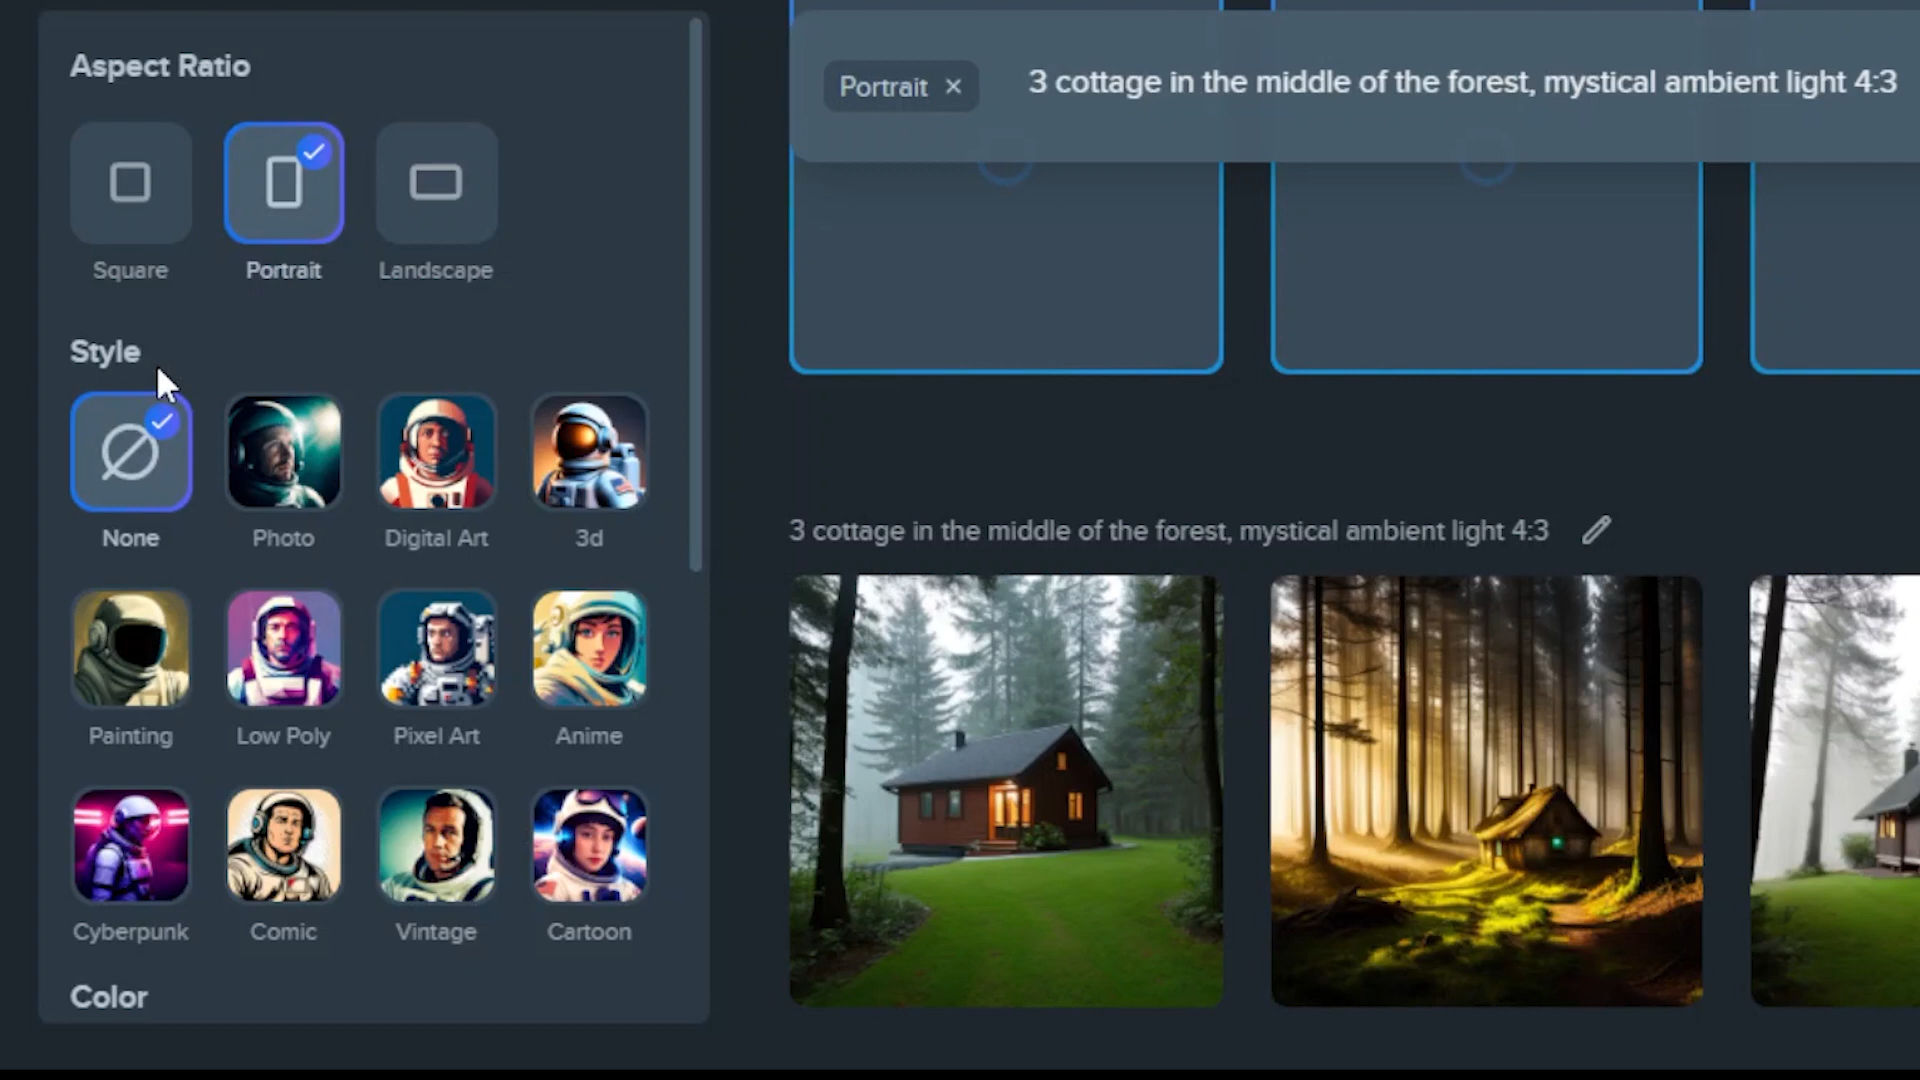 Aspect Ratio
Square
Portrait
Landscape
Style
None
Photo
Digital Art
3d
Painting
Low Poly
Pixel Art
Anime
Cyberpunk
Comic
Vintage
Cartoon
Color
Portrait ×
3 cottage in the middle of the forest, mystical ambient light 4:3
3 cottage in the middle of the forest, mystical ambient light 4:3